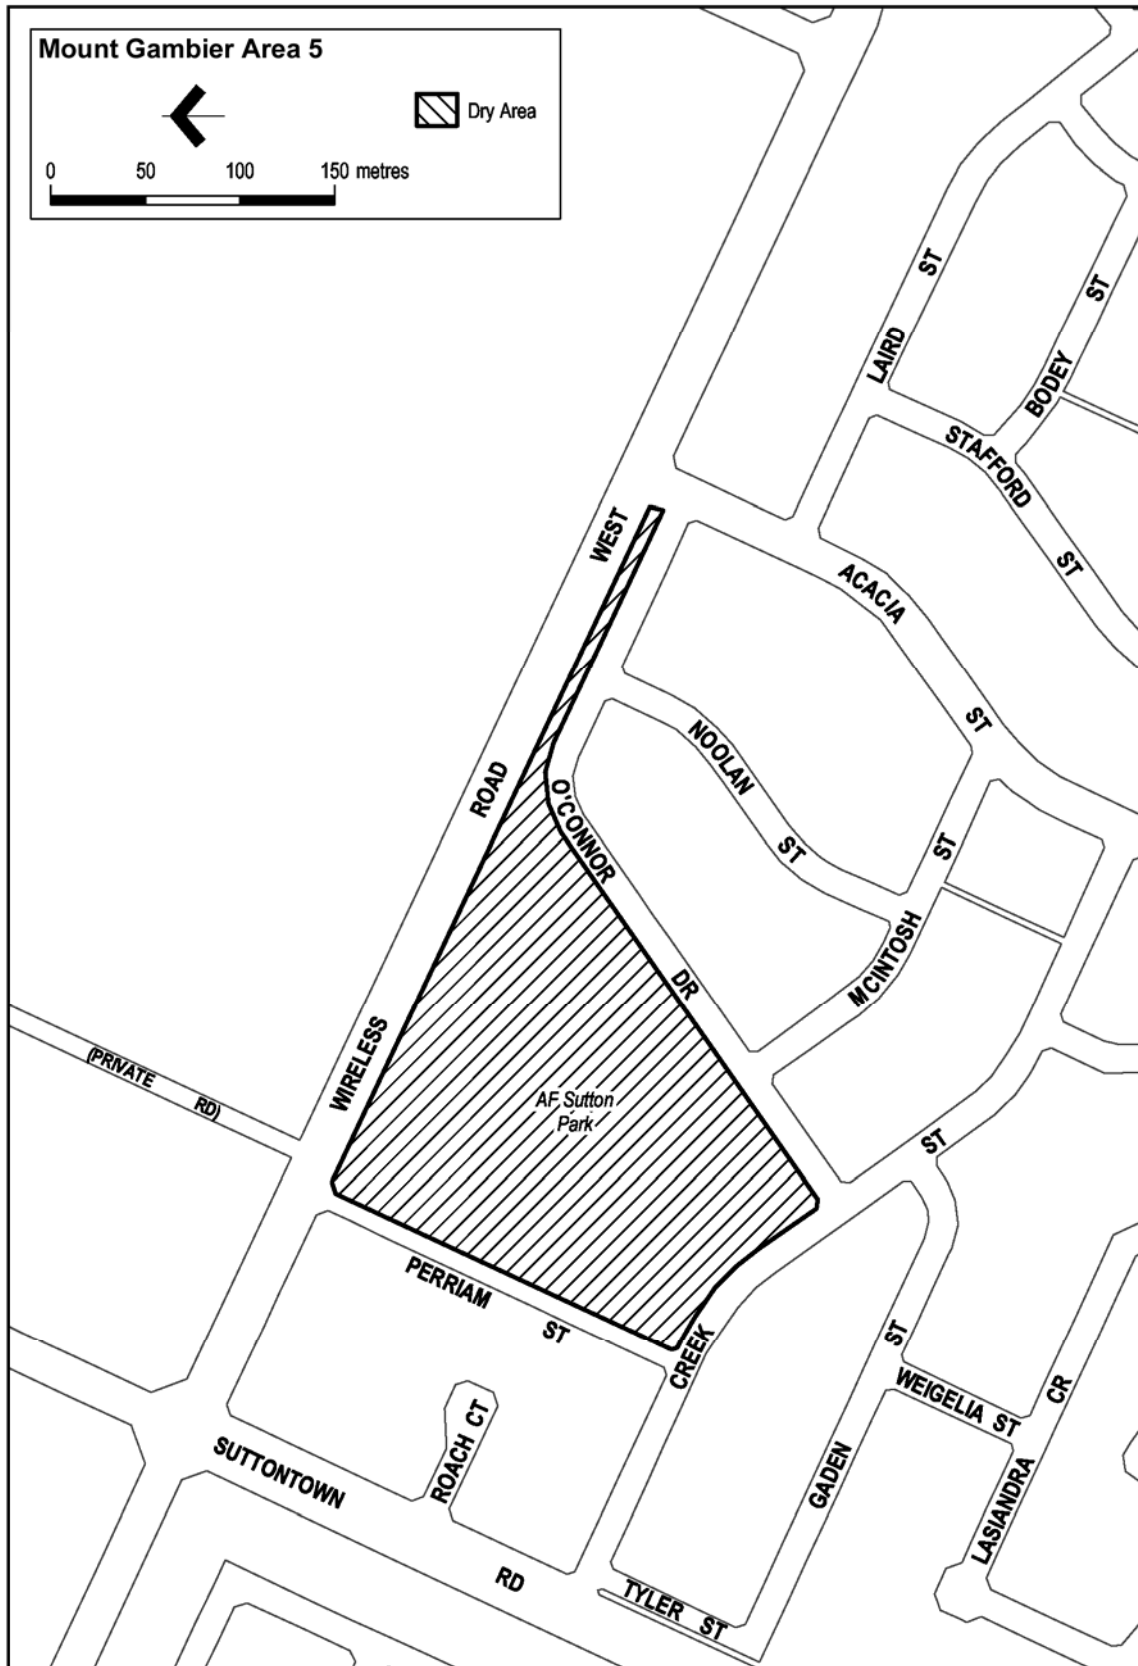 Mount Gambier Area 5
Dry Area
0 50 100 150 metres
LAIRD ST
BODEY ST
STAFFORD ST
WIRELESS ROAD WEST
ACACIA ST
NOOLAN ST
O'CONNOR DR
MCINTOSH ST
(PRIVATE RD)
AF Sutton
Park
CREEK ST
PERRIAM ST
GADEN ST
WEIGELIA ST
LASIANDRA CR
ROACH CT
SUTTONTOWN RD
TYLER ST